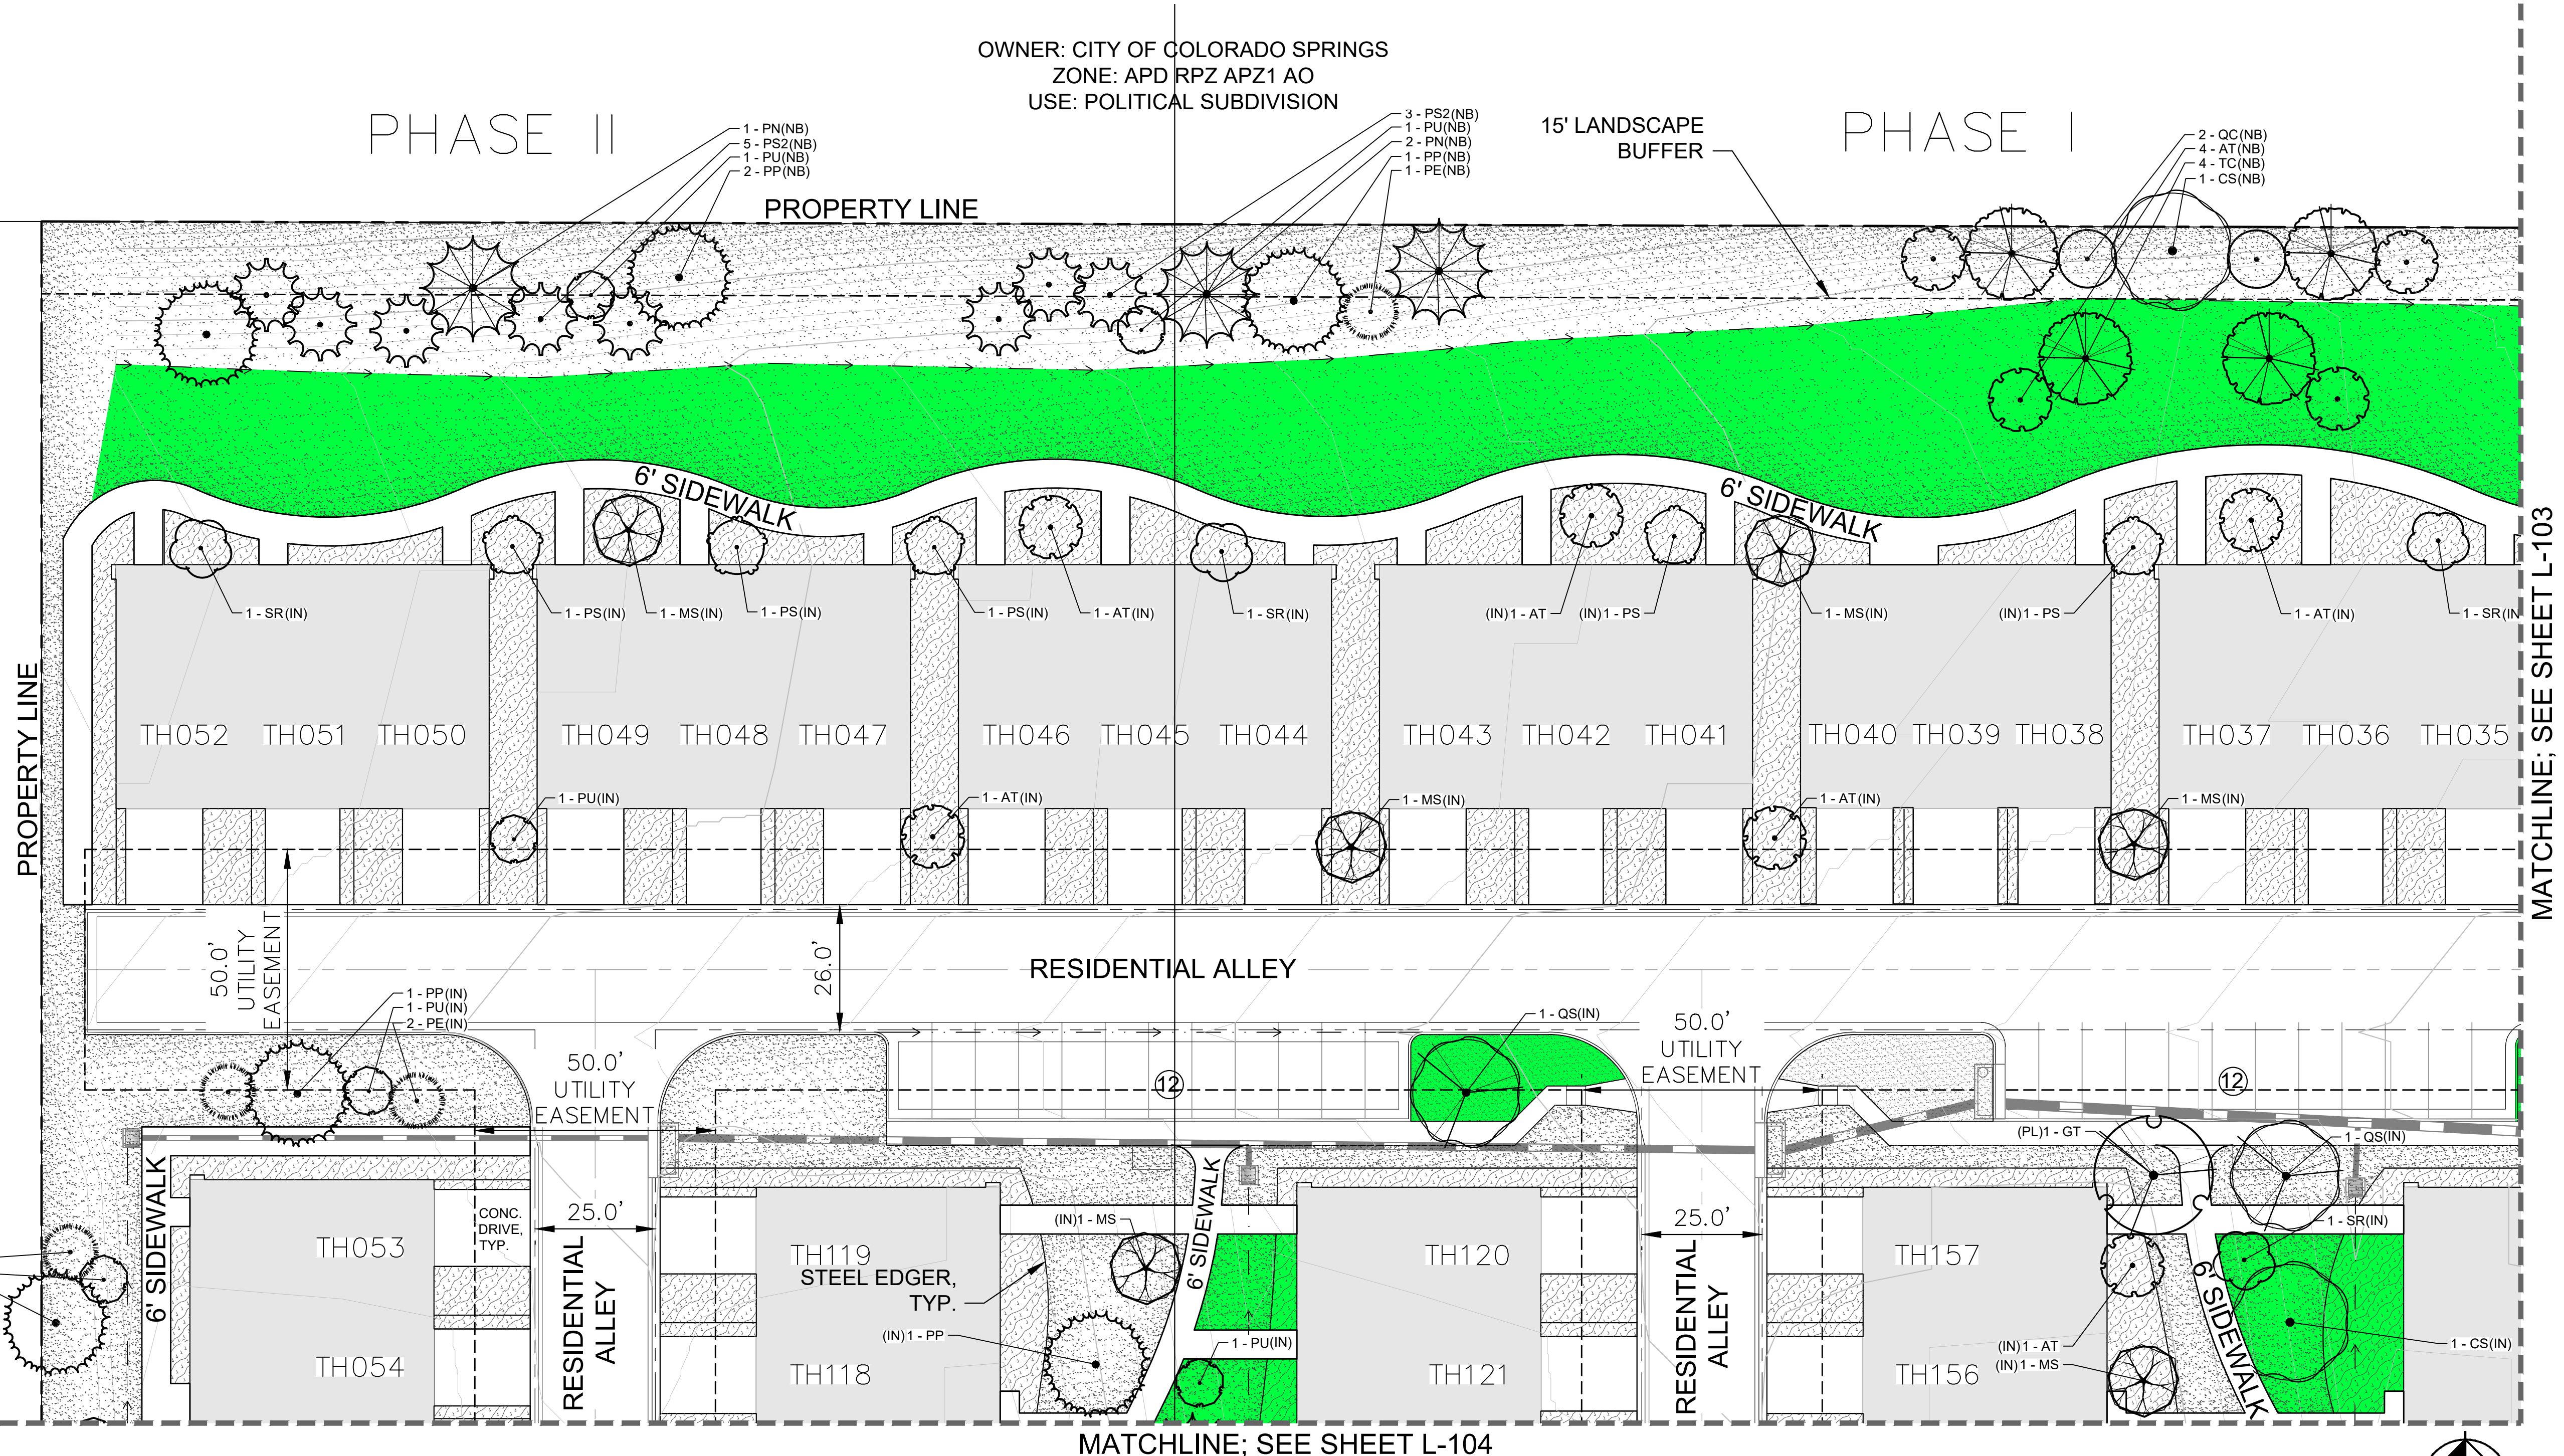 OWNER: CITY OF COLORADO SPRINGS
ZONE: APD RPZ APZ1 AO
USE: POLITICAL SUBDIVISION
PHASE II
1 - PN(NB)
5 - PS2(NB)
1 - PU(NB)
2 - PP(NB)
3 - PS2(NB)
1 - PU(NB)
2 - PN(NB)
1 - PP(NB)
1 - PE(NB)
15' LANDSCAPE
BUFFER
PHASE I
2 - QC(NB)
4 - AT(NB)
4 - TC(NB)
1 - CS(NB)
PROPERTY LINE
6' SIDEWALK
6' SIDEWALK
1 - SR(IN)
1 - PS(IN)
1 - MS(IN)
1 - PS(IN)
1 - PS(IN)
1 - AT(IN)
1 - SR(IN)
(IN)1 - AT
(IN)1 - PS
1 - MS(IN)
(IN)1 - PS
1 - AT(IN)
1 - SR(IN
MATCHLINE; SEE SHEET L-103
PROPERTY LINE
TH052
TH051
TH050
TH049
TH048
TH047
TH046
TH045
TH044
TH043
TH042
TH041
TH040
TH039
TH038
TH037
TH036
TH035
1 - PU(IN)
1 - AT(IN)
1 - MS(IN)
1 - AT(IN)
1 - MS(IN)
50.0'
UTILITY
EASEMENT
26.0'
RESIDENTIAL ALLEY
1 - PP(IN)
1 - PU(IN)
2 - PE(IN)
50.0'
UTILITY
EASEMENT
12
1 - QS(IN)
50.0'
UTILITY
EASEMENT
12
(PL)1 - GT
1 - QS(IN)
6' SIDEWALK
CONC.
DRIVE,
TYP.
25.0'
RESIDENTIAL
ALLEY
TH053
TH054
TH119
STEEL EDGER,
TYP.
TH118
(IN)1 - MS
(IN)1 - PP
6' SIDEWALK
1 - PU(IN)
TH120
TH121
25.0'
RESIDENTIAL
ALLEY
TH157
TH156
1 - SR(IN)
(IN)1 - AT
(IN)1 - MS
6' SIDEWALK
1 - CS(IN)
MATCHLINE; SEE SHEET L-104